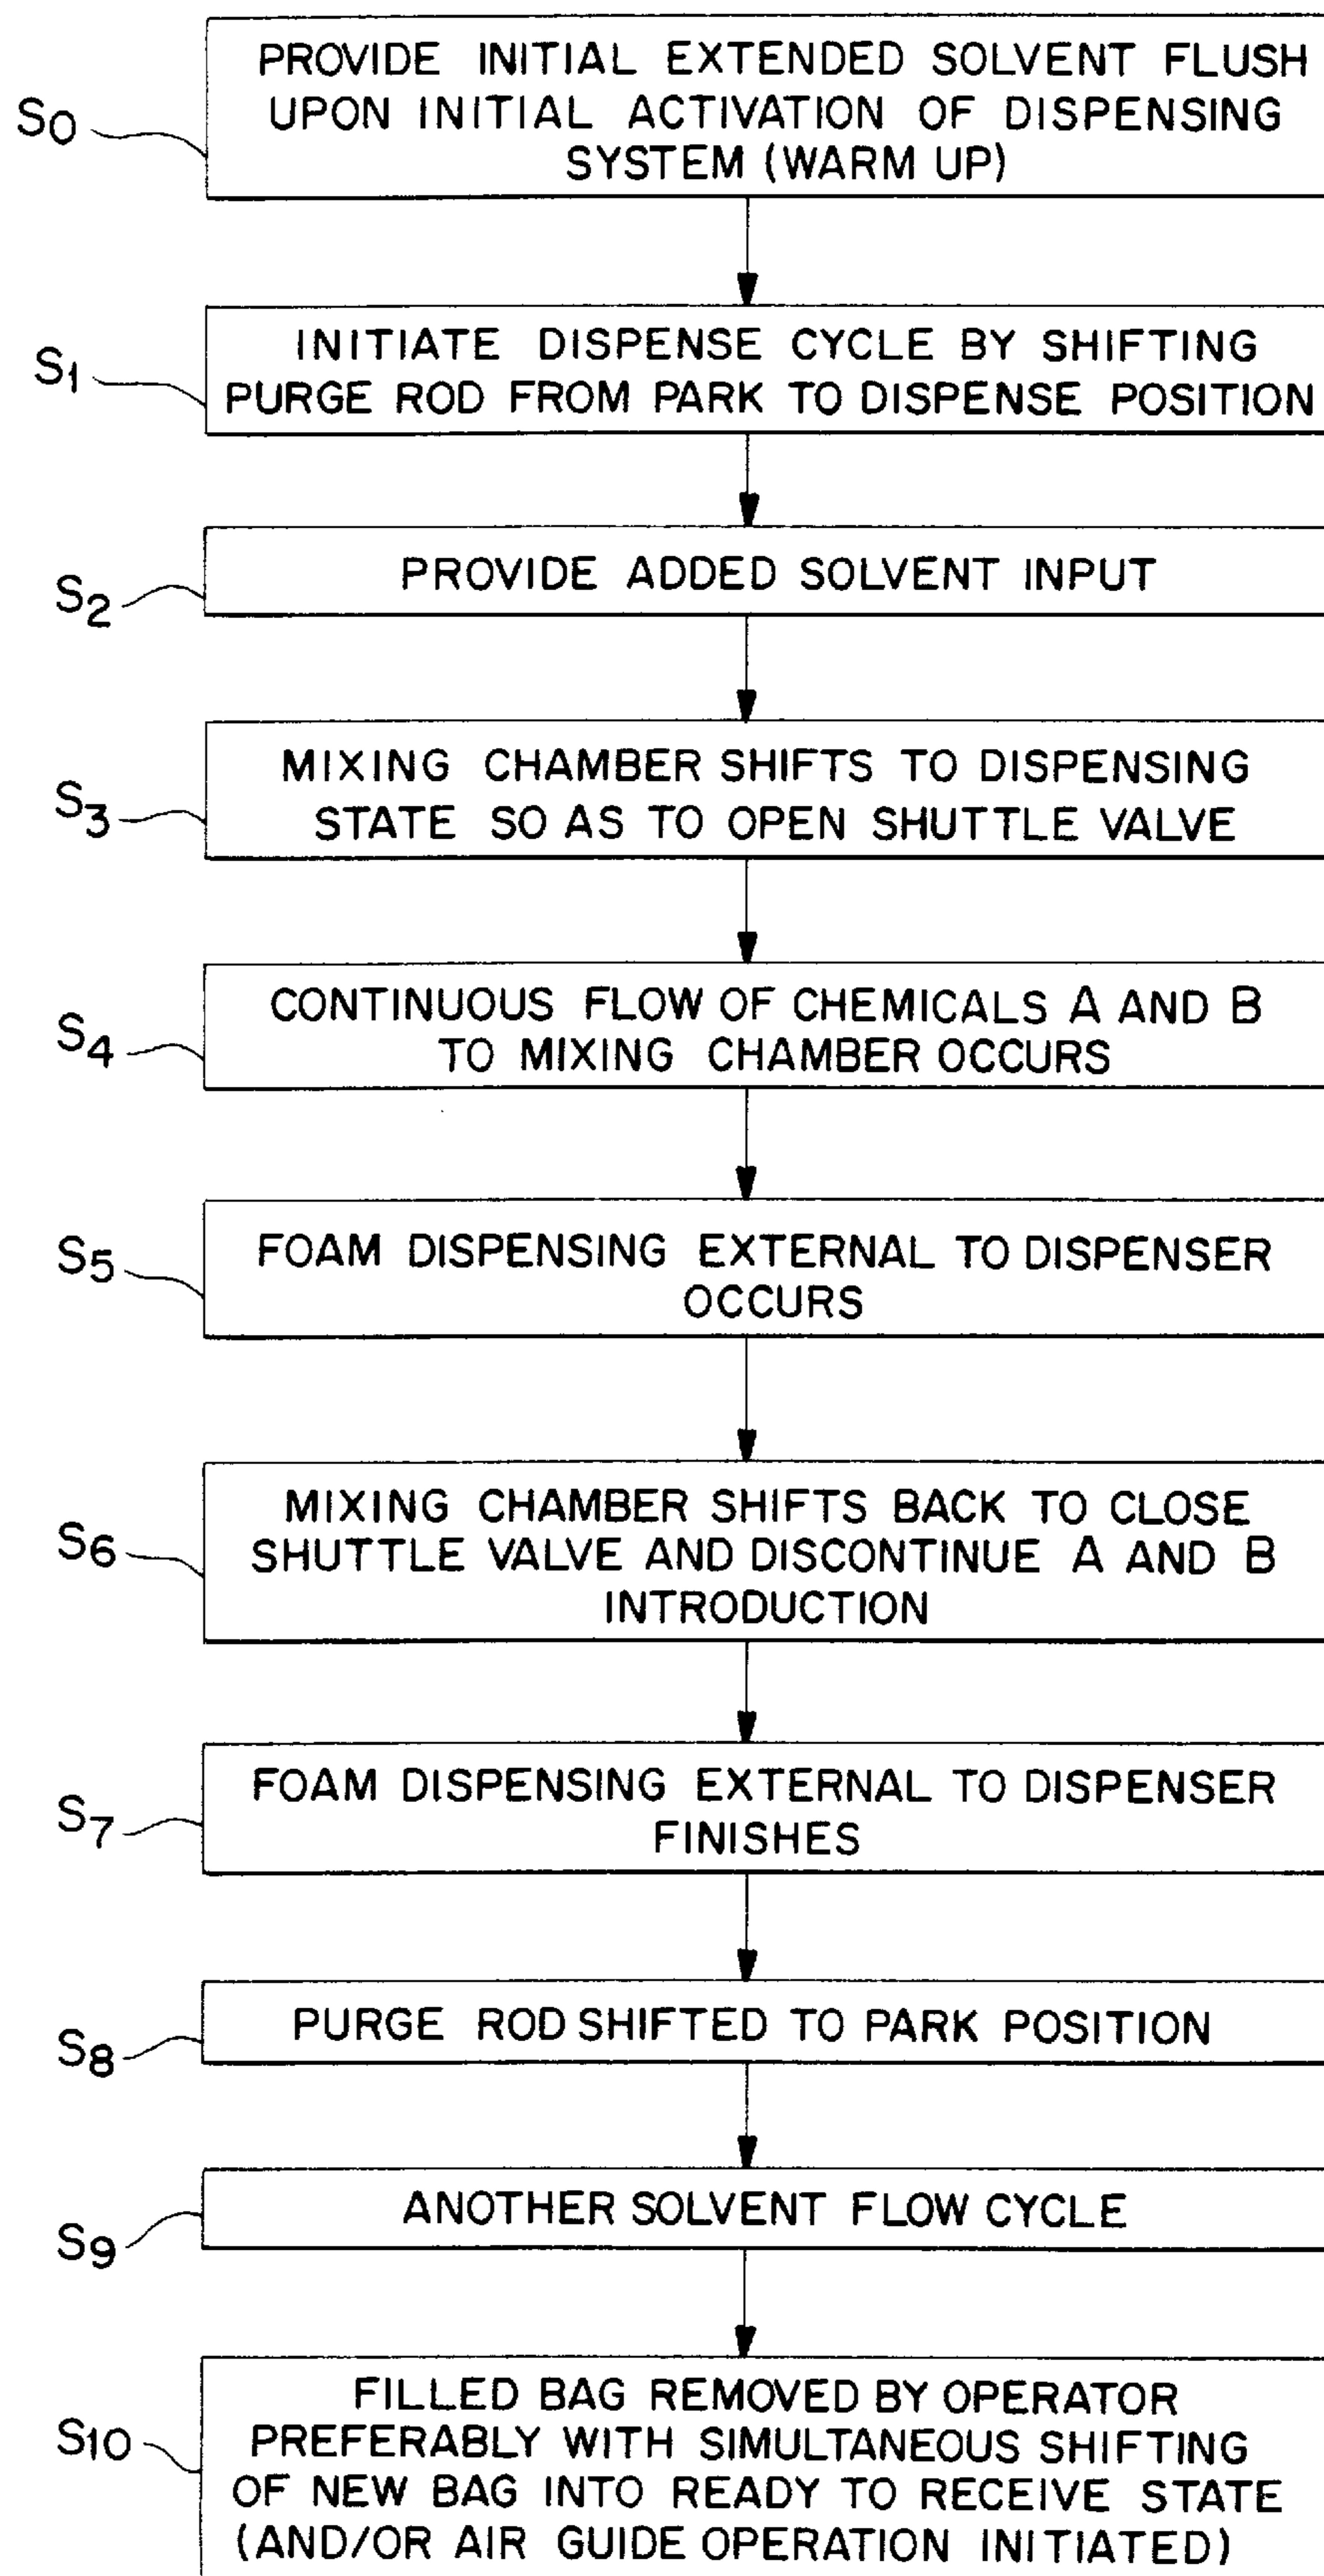 PROVIDE INITIAL EXTENDED SOLVENT FLUSH
UPON INITIAL ACTIVATION OF DISPENSING
SYSTEM (WARM UP)
S0
INITIATE DISPENSE CYCLE BY SHIFTING
PURGE ROD FROM PARK TO DISPENSE POSITION
S1
PROVIDE ADDED SOLVENT INPUT
S2
MIXING CHAMBER SHIFTS TO DISPENSING
STATE SO AS TO OPEN SHUTTLE VALVE
S3
CONTINUOUS FLOW OF CHEMICALS A AND B
TO MIXING CHAMBER OCCURS
S4
FOAM DISPENSING EXTERNAL TO DISPENSER
OCCURS
S5
MIXING CHAMBER SHIFTS BACK TO CLOSE
SHUTTLE VALVE AND DISCONTINUE A AND B
INTRODUCTION
S6
FOAM DISPENSING EXTERNAL TO DISPENSER
FINISHES
S7
PURGE ROD SHIFTED TO PARK POSITION
S8
ANOTHER SOLVENT FLOW CYCLE
S9
FILLED BAG REMOVED BY OPERATOR
PREFERABLY WITH SIMULTANEOUS SHIFTING
OF NEW BAG INTO READY TO RECEIVE STATE
(AND/OR AIR GUIDE OPERATION INITIATED)
S10